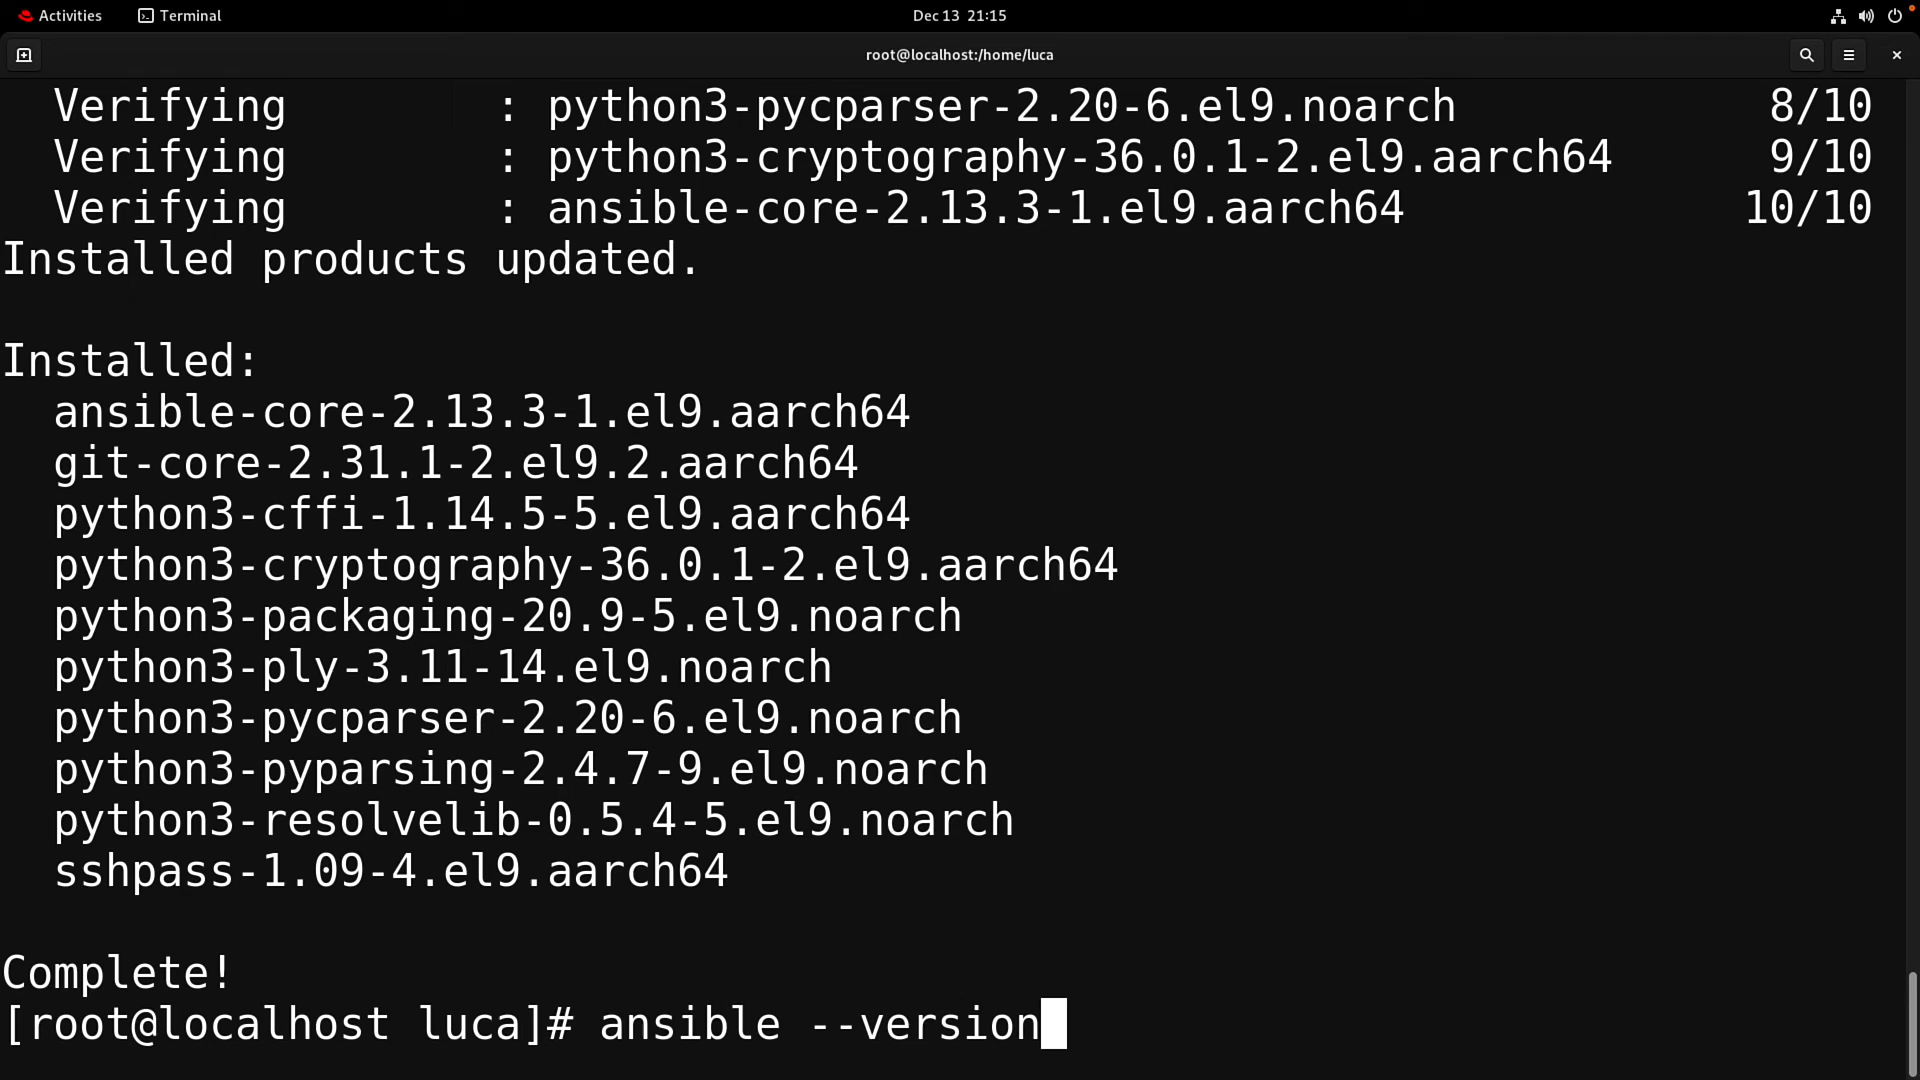 Activities Terminal Dec 13 21:15
root@localhost:/home/luca
Verifying : python3-pycparser-2.20-6.el9.noarch 8/10
Verifying : python3-cryptography-36.0.1-2.el9.aarch64 9/10
Verifying : ansible-core-2.13.3-1.el9.aarch64 10/10
Installed products updated.
Installed:
ansible-core-2.13.3-1.el9.aarch64
git-core-2.31.1-2.el9.2.aarch64
python3-cffi-1.14.5-5.el9.aarch64
python3-cryptography-36.0.1-2.el9.aarch64
python3-packaging-20.9-5.el9.noarch
python3-ply-3.11-14.el9.noarch
python3-pycparser-2.20-6.el9.noarch
python3-pyparsing-2.4.7-9.el9.noarch
python3-resolvelib-0.5.4-5.el9.noarch
sshpass-1.09-4.el9.aarch64
Complete!
[root@localhost luca]# ansible --version